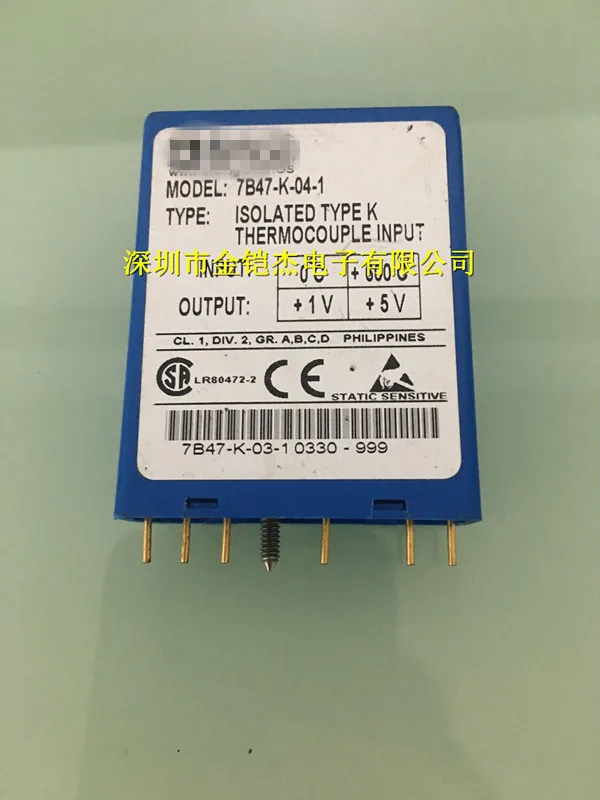 MODEL: 7B47-K-04-1
TYPE: ISOLATED TYPE K
THERMOCOUPLE INPUT
深圳市金铠杰电子有限公司
OUTPUT: +1V +5V
CL. 1, DIV. 2, GR. A,B,C,D PHILIPPINES
LR80472-2
CE
STATIC SENSITIVE
7B47-K-03-1 0330 - 999